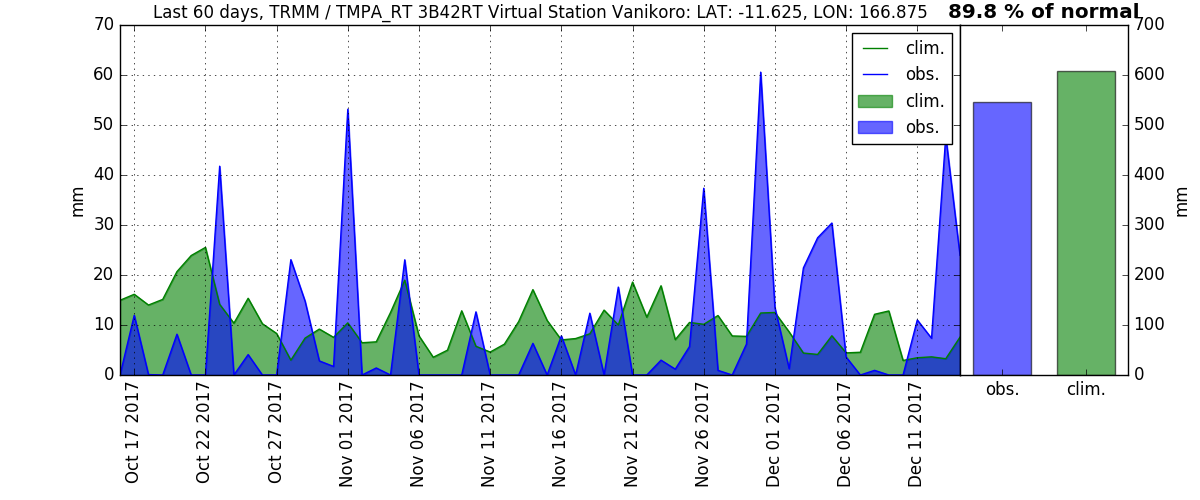 Last 60 days, TRMM / TMPA_RT 3B42RT Virtual Station Vanikoro: LAT: -11.625, LON: 166.875
89.8 % of normal
70
60
50
40
30
20
10
0
mm
clim.
obs.
clim.
obs.
700
600
500
400
300
200
100
0
mm
obs.
clim.
Oct 17 2017
Oct 22 2017
Oct 27 2017
Nov 01 2017
Nov 06 2017
Nov 11 2017
Nov 16 2017
Nov 21 2017
Nov 26 2017
Dec 01 2017
Dec 06 2017
Dec 11 2017